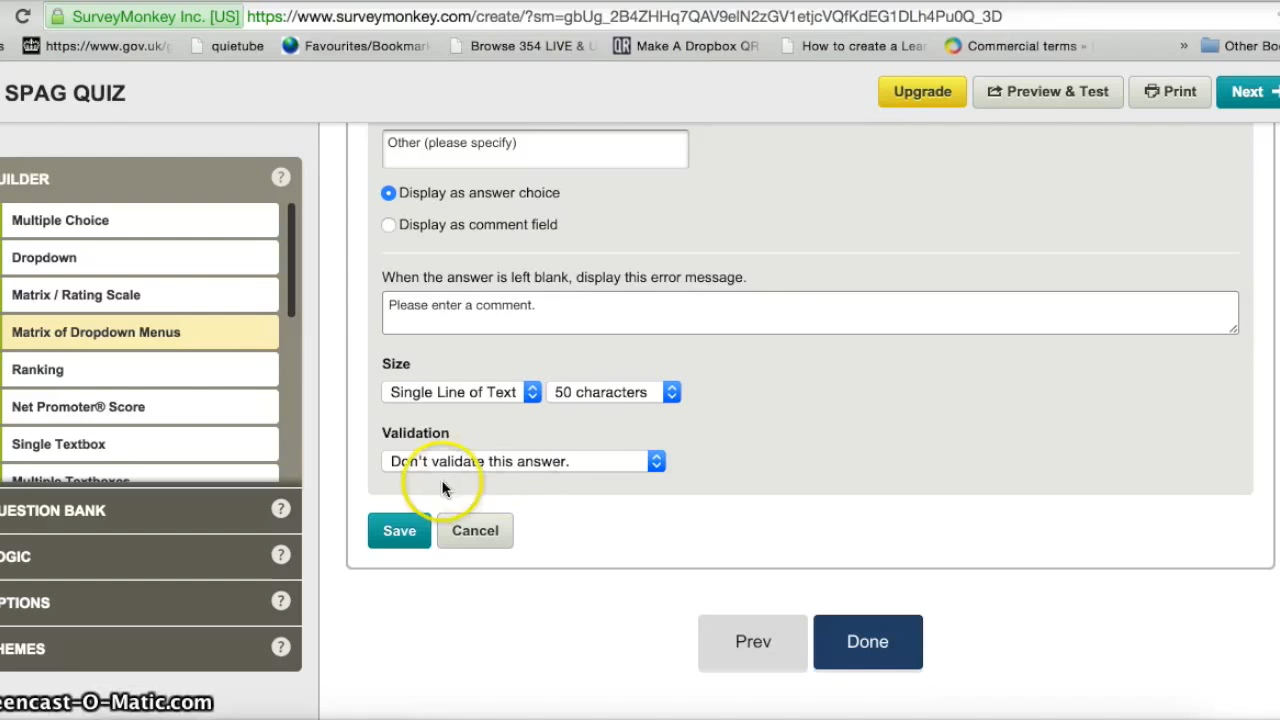 SurveyMonkey Inc. [US] https://www.surveymonkey.com/create/?sm=gbUg_2B4ZHHq7QAV9elN2zGV1etjcVQfKdEG1DLh4Pu0Q_3D
s https://www.gov.uk/ quietube Favourites/Bookmar Browse 354 LIVE & U QR Make A Dropbox QR How to create a Lea Commercial terms » » Other Boo
SPAG QUIZ Upgrade Preview & Test Print Next
UILDER ?
Multiple Choice
Dropdown
Matrix / Rating Scale
Matrix of Dropdown Menus
Ranking
Net Promoter® Score
Single Textbox
Multiple Textboxes
UESTION BANK ?
OGIC ?
PTIONS ?
HEMES ?
Other (please specify)
Display as answer choice
Display as comment field
When the answer is left blank, display this error message.
Please enter a comment.
Size
Single Line of Text 50 characters
Validation
Don't validate this answer.
Save Cancel
Prev Done
eencast-O-Matic.com